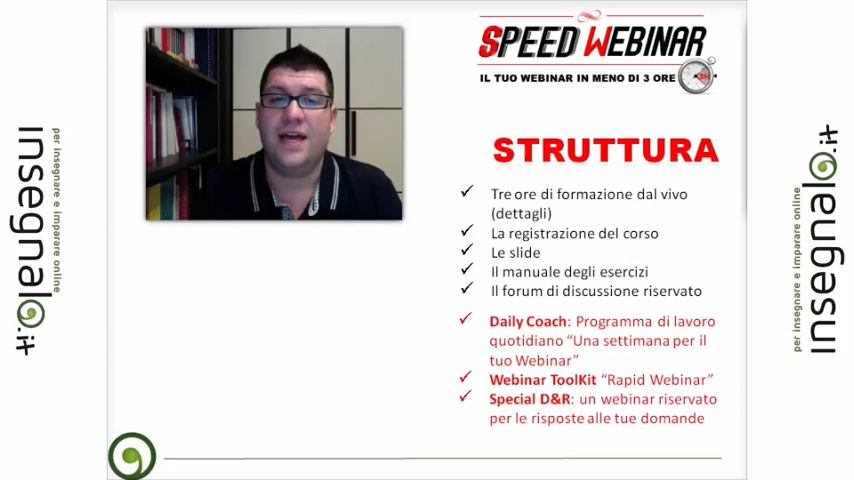 SPEED WEBINAR
IL TUO WEBINAR IN MENO DI 3 ORE
3H
STRUTTURA
Tre ore di formazione dal vivo
(dettagli)
La registrazione del corso
Le slide
Il manuale degli esercizi
Il forum di discussione riservato
Daily Coach: Programma di lavoro
quotidiano “Una settimana per il
tuo Webinar”
Webinar ToolKit “Rapid Webinar”
Special D&R: un webinar riservato
per le risposte alle tue domande
insegnalo.it
per insegnare e imparare online
insegnalo.it
per insegnare e imparare online